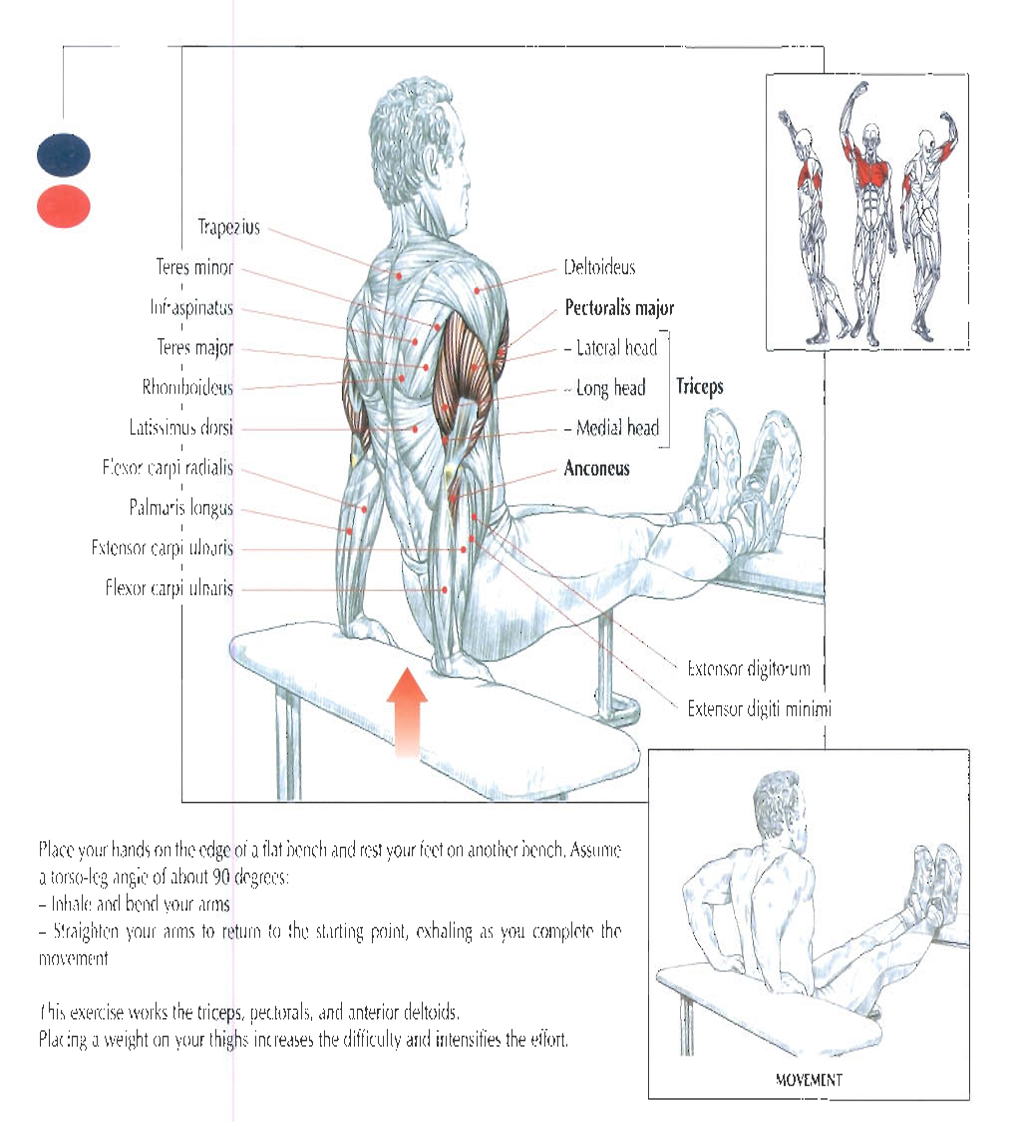 Trapezius
Teres minor
Infraspinatus
Teres major
Rhomboideus
Latissimus dorsi
Flexor carpi radialis
Palmaris longus
Extensor carpi ulnaris
Flexor carpi ulnaris
Deltoideus
Pectoralis major
– Lateral head
– Long head
– Medial head
Triceps
Anconeus
Extensor digitorum
Extensor digiti minimi
Place your hands on the edge of a flat bench and rest your feet on another bench. Assume
a torso-leg angle of about 90 degrees:
– Inhale and bend your arms
– Straighten your arms to return to the starting point, exhaling as you complete the
movement
This exercise works the triceps, pectorals, and anterior deltoids.
Placing a weight on your thighs increases the difficulty and intensifies the effort.
MOVEMENT